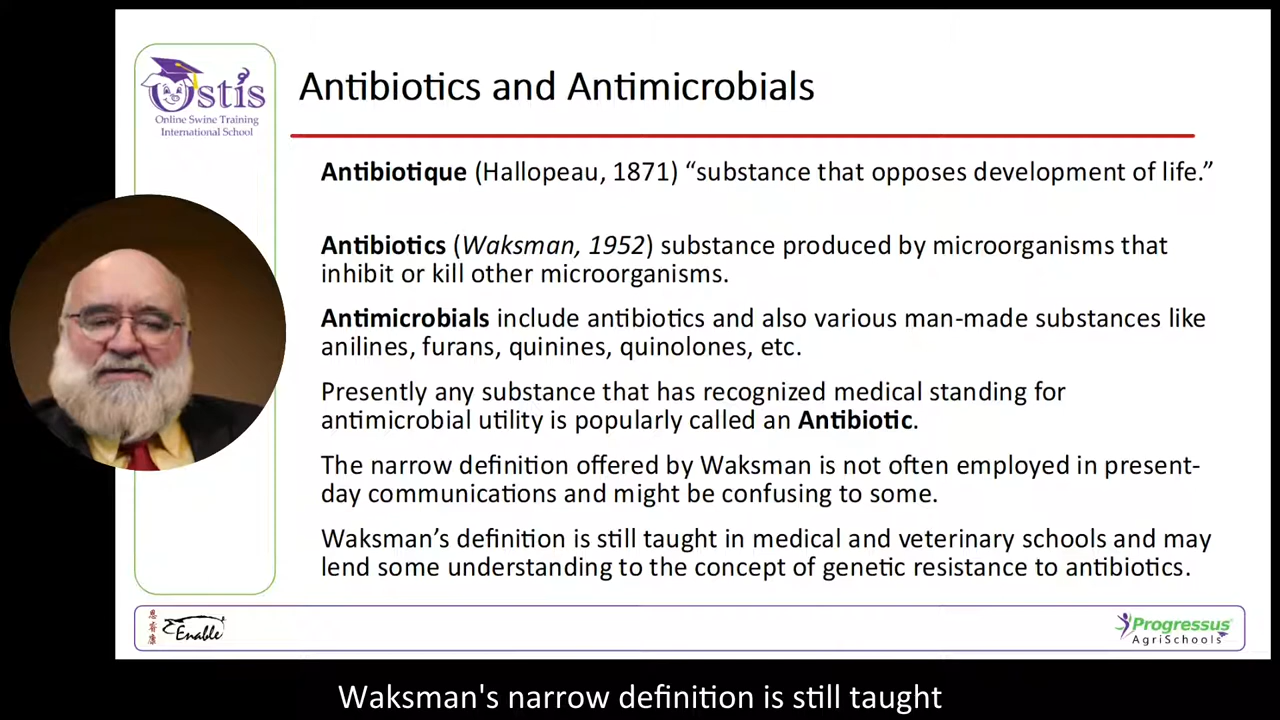 Ostis
Online Swine Training
International School
Antibiotics and Antimicrobials
Antibiotique (Hallopeau, 1871) “substance that opposes development of life.”
Antibiotics (Waksman, 1952) substance produced by microorganisms that
inhibit or kill other microorganisms.
Antimicrobials include antibiotics and also various man-made substances like
anilines, furans, quinines, quinolones, etc.
Presently any substance that has recognized medical standing for
antimicrobial utility is popularly called an Antibiotic.
The narrow definition offered by Waksman is not often employed in present-
day communications and might be confusing to some.
Waksman’s definition is still taught in medical and veterinary schools and may
lend some understanding to the concept of genetic resistance to antibiotics.
Enable
Progressus
AgriSchools
Waksman's narrow definition is still taught